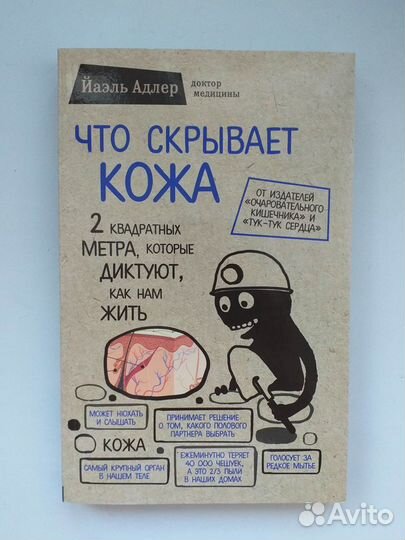 Йаэль Адлер
доктор
медицины
ЧТО СКРЫВАЕТ
КОЖА
ОТ ИЗДАТЕЛЕЙ
«ОЧАРОВАТЕЛЬНОГО
КИШЕЧНИКА» И
«ТУК-ТУК СЕРДЦА»
2 КВАДРАТНЫХ
МЕТРА, КОТОРЫЕ
ДИКТУЮТ,
КАК НАМ
ЖИТЬ
МОЖЕТ НЮХАТЬ
И СЛЫШАТЬ
ПРИНИМАЕТ РЕШЕНИЕ
О ТОМ, КАКОГО ПОЛОВОГО
ПАРТНЕРА ВЫБРАТЬ
КОЖА
САМЫЙ КРУПНЫЙ ОРГАН
В НАШЕМ ТЕЛЕ
ЕЖЕМИНУТНО ТЕРЯЕТ
40 000 ЧЕШУЕК,
А ЭТО 2/3 ПЫЛИ
В НАШИХ ДОМАХ
ГОЛОСУЕТ ЗА
РЕДКОЕ МЫТЬЕ
Avito